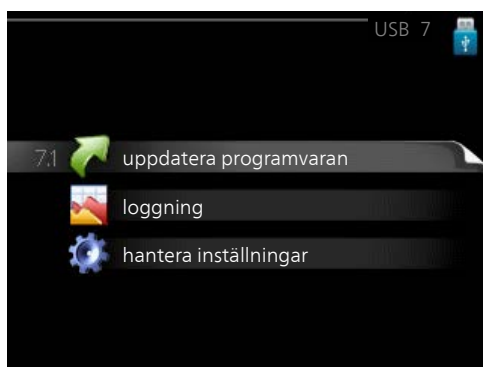 USB 7
7.1 uppdatera programvaran
loggning
hantera inställningar